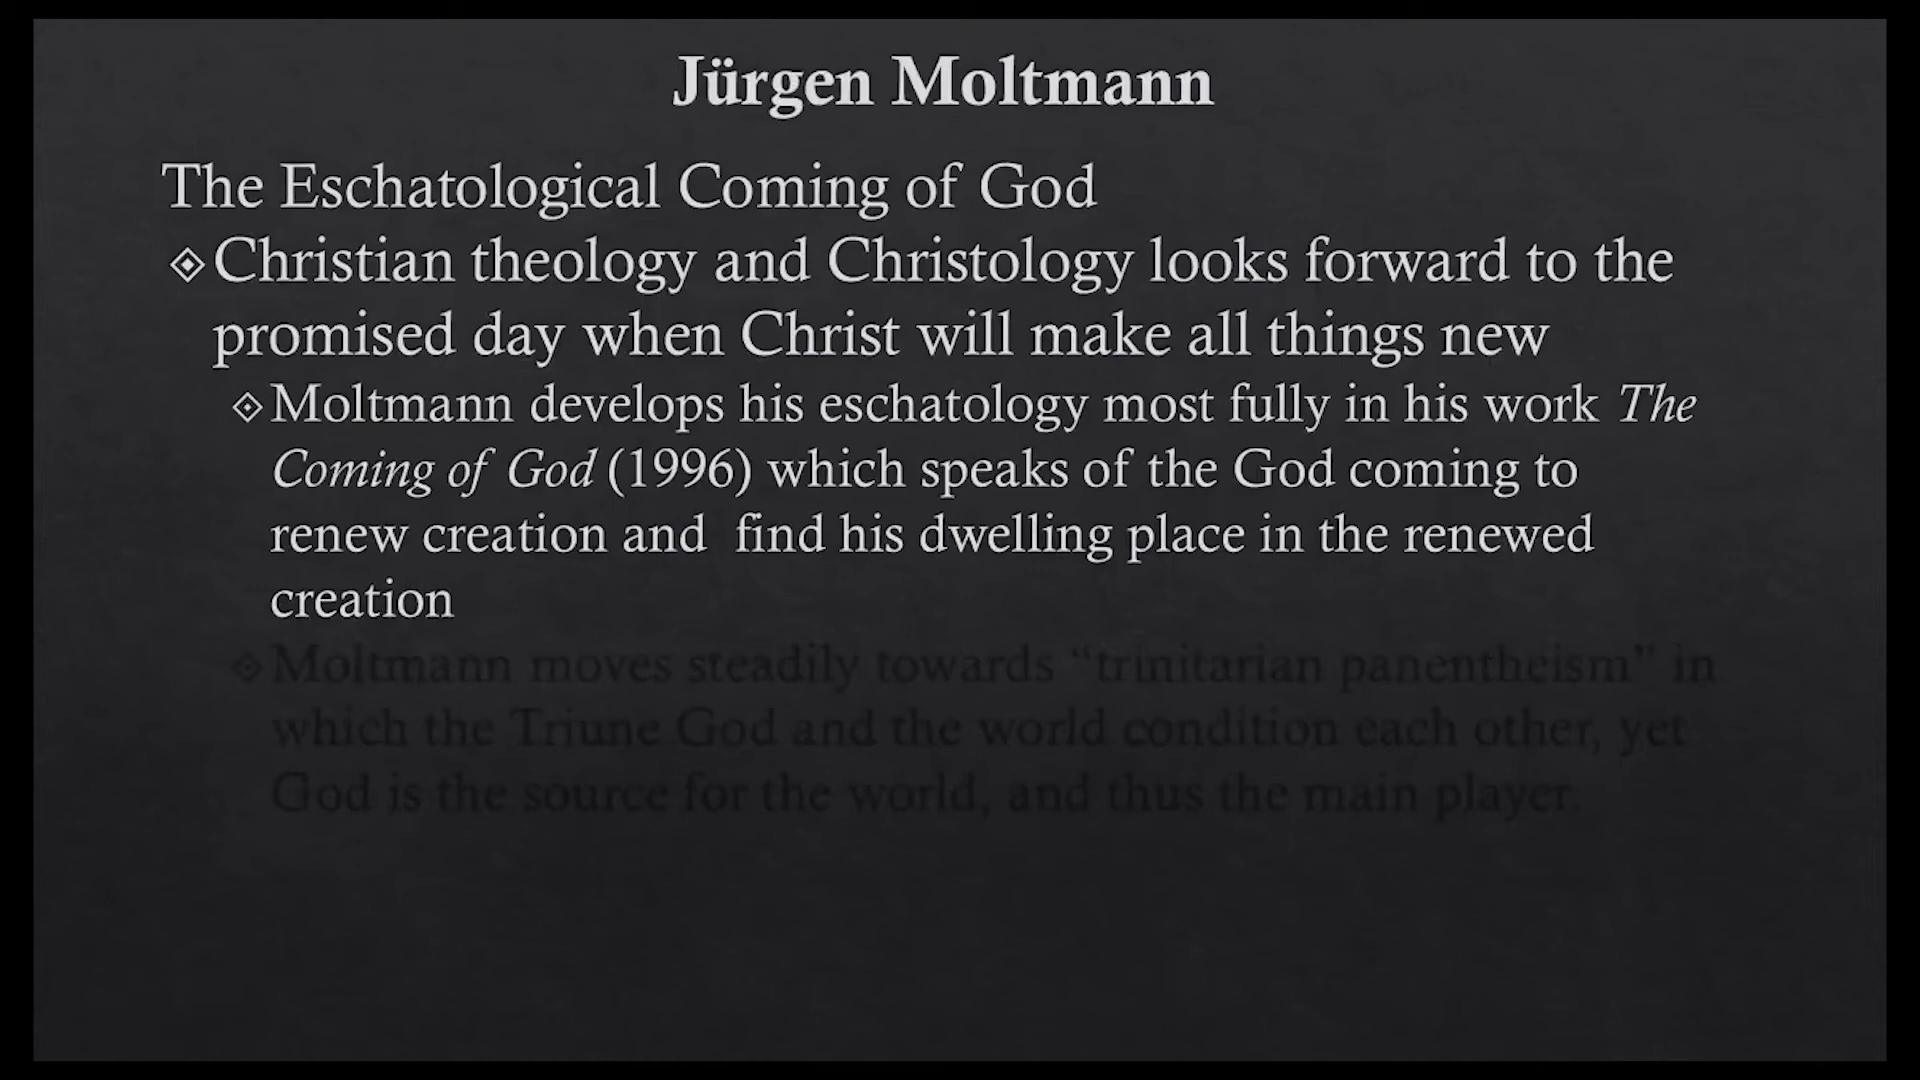 Jürgen Moltmann
The Eschatological Coming of God
Christian theology and Christology looks forward to the
promised day when Christ will make all things new
Moltmann develops his eschatology most fully in his work The
Coming of God (1996) which speaks of the God coming to
renew creation and find his dwelling place in the renewed
creation
Moltmann moves steadily towards “trinitarian panentheism” in
which the Triune God and the world condition each other, yet
God is the source for the world, and thus the main player.